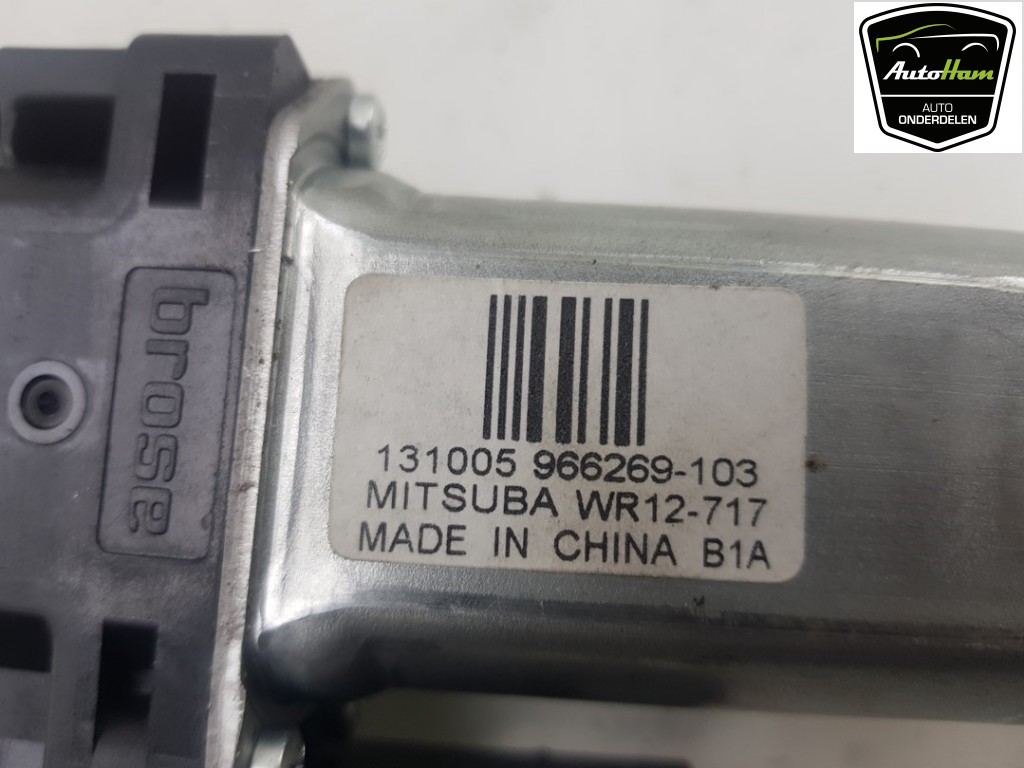 AutoHam
AUTO
ONDERDELEN
brose
131005 966269-103
MITSUBA WR12-717
MADE IN CHINA B1A